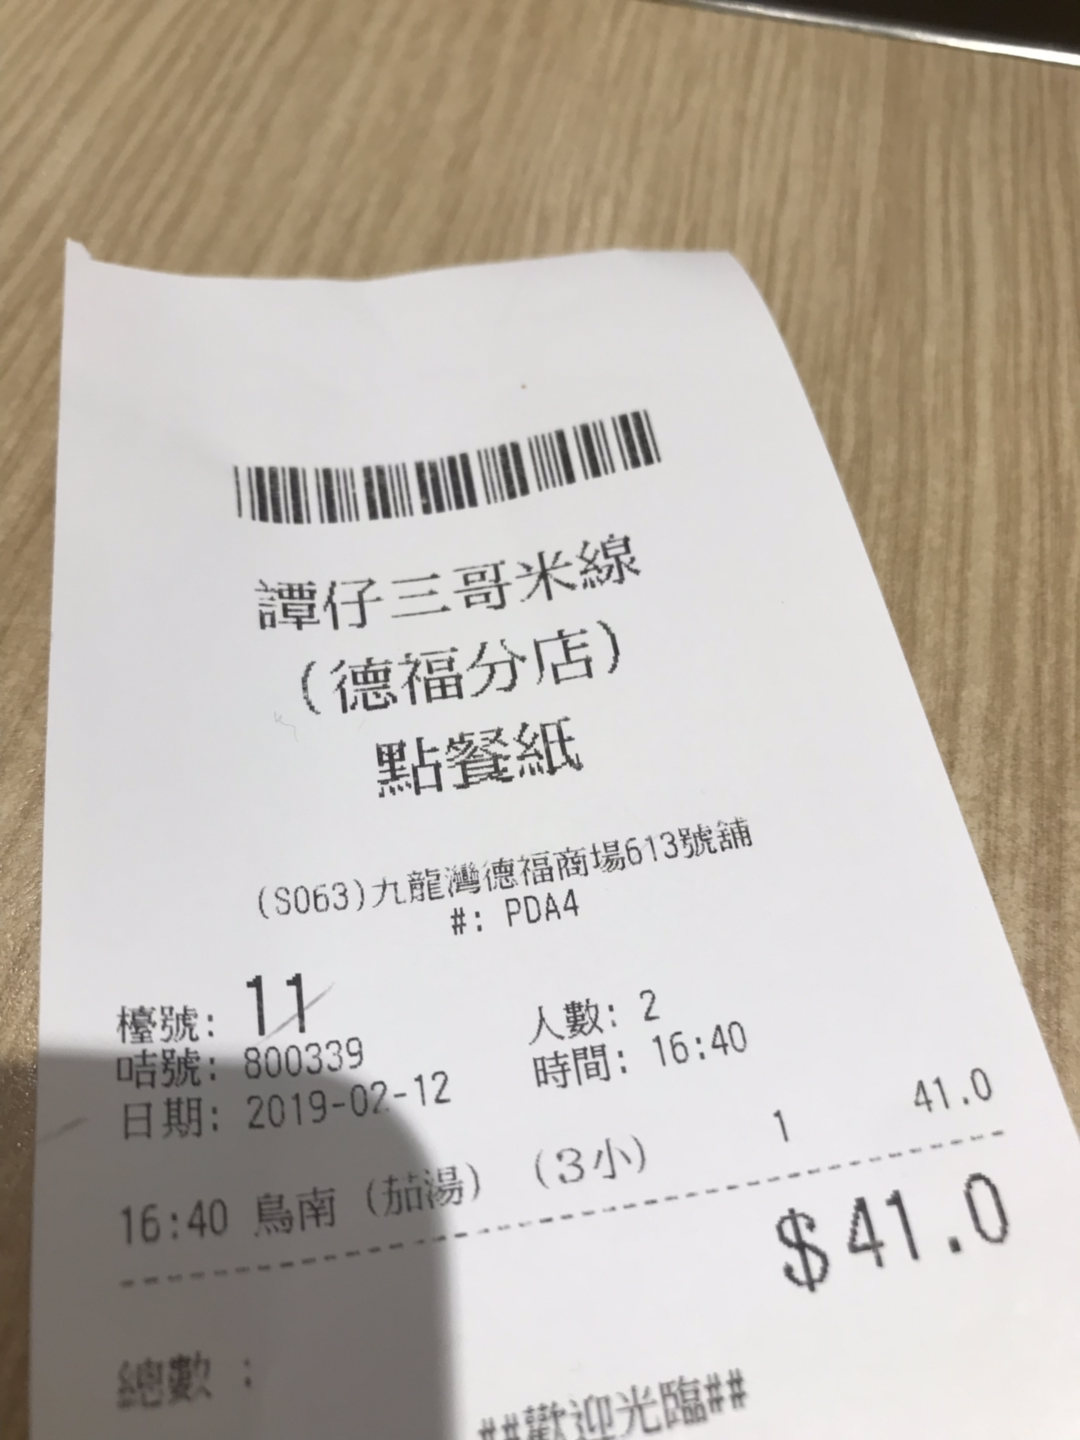 譚仔三哥米線
(德福分店)
點餐紙
(S063)九龍灣德福商場613號舖
#: PDA4
檯號: 11 人數: 2
咭號: 800339 時間: 16:40
日期: 2019-02-12
16:40 鳥南 (茄湯) (3小) 1 41.0
$41.0
總數 :
##歡迎光臨##